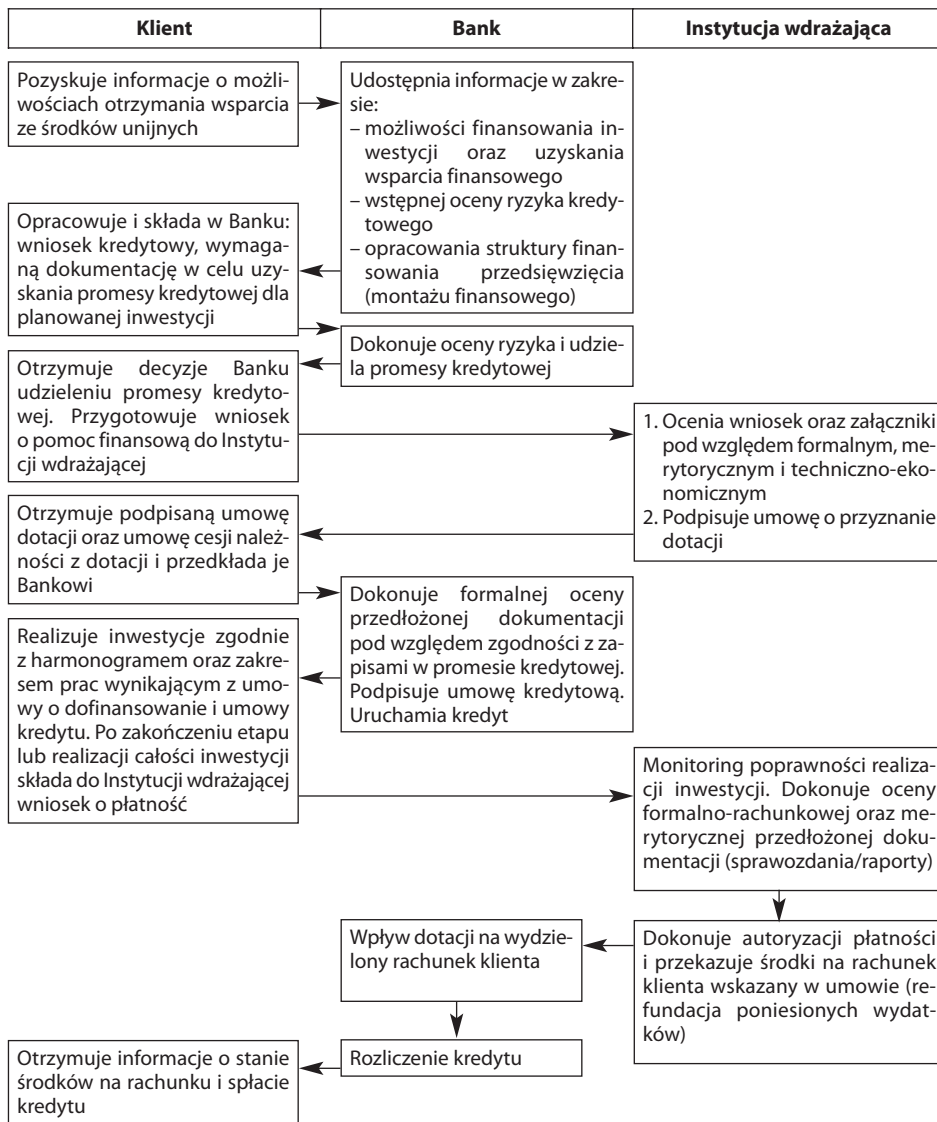 Klient
Bank
Instytucja wdrażająca
Pozyskuje informacje o możli-
wościach otrzymania wsparcia
ze środków unijnych
Udostępnia informacje w zakre-
sie:
– możliwości finansowania in-
westycji oraz uzyskania
wsparcia finansowego
– wstępnej oceny ryzyka kredy-
towego
– opracowania struktury finan-
sowania przedsięwzięcia
(montażu finansowego)
Opracowuje i składa w Banku:
wniosek kredytowy, wymaga-
ną dokumentację w celu uzy-
skania promesy kredytowej dla
planowanej inwestycji
Dokonuje oceny ryzyka i udzie-
la promesy kredytowej
Otrzymuje decyzje Banku
udzieleniu promesy kredyto-
wej. Przygotowuje wniosek
o pomoc finansową do Instytu-
cji wdrażającej
1. Ocenia wniosek oraz załączniki
pod względem formalnym, me-
rytorycznym i techniczno-eko-
nomicznym
2. Podpisuje umowę o przyznanie
dotacji
Otrzymuje podpisaną umowę
dotacji oraz umowę cesji należ-
ności z dotacji i przedkłada je
Bankowi
Dokonuje formalnej oceny
przedłożonej dokumentacji
pod względem zgodności z za-
pisami w promesie kredytowej.
Podpisuje umowę kredytową.
Uruchamia kredyt
Realizuje inwestycje zgodnie
z harmonogramem oraz zakre-
sem prac wynikającym z umo-
wy o dofinansowanie i umowy
kredytu. Po zakończeniu etapu
lub realizacji całości inwestycji
składa do Instytucji wdrażającej
wniosek o płatność
Monitoring poprawności realiza-
cji inwestycji. Dokonuje oceny
formalno-rachunkowej oraz me-
rytorycznej przedłożonej doku-
mentacji (sprawozdania/raporty)
Wpływ dotacji na wydzie-
lony rachunek klienta
Dokonuje autoryzacji płatności
i przekazuje środki na rachunek
klienta wskazany w umowie (re-
fundacja poniesionych wydat-
ków)
Rozliczenie kredytu
Otrzymuje informacje o stanie
środków na rachunku i spłacie
kredytu